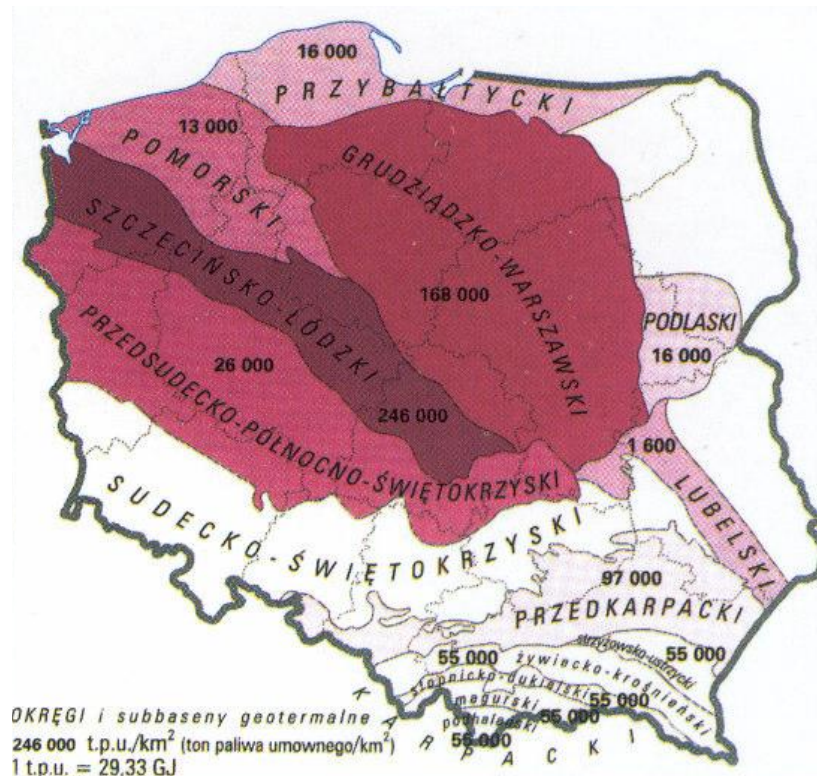 16 000
PRZYBAŁTYCKI
13 000
POMORSKI
GRUDZIĄDZKO-WARSZAWSKI
SZCZECIŃSKO-ŁÓDZKI
168 000
PODLASKI
16 000
26 000
PRZEDSUDECKO-PÓŁNOCNO-ŚWIĘTOKRZYSKI
246 000
1 600
LUBELSKI
SUDECKO-ŚWIĘTOKRZYSKI
97 000
PRZEDKARPACKI
strzyżowsko-ustrzycki
55 000
żywiecko-krośnieński
55 000
słopnicko-dukielski
magurski
55 000
podhalański
55 000
55 000
KARPACKI
OKRĘGI i subbaseny geotermalne
246 000 t.p.u./km² (ton paliwa umownego/km²)
1 t.p.u. = 29,33 GJ